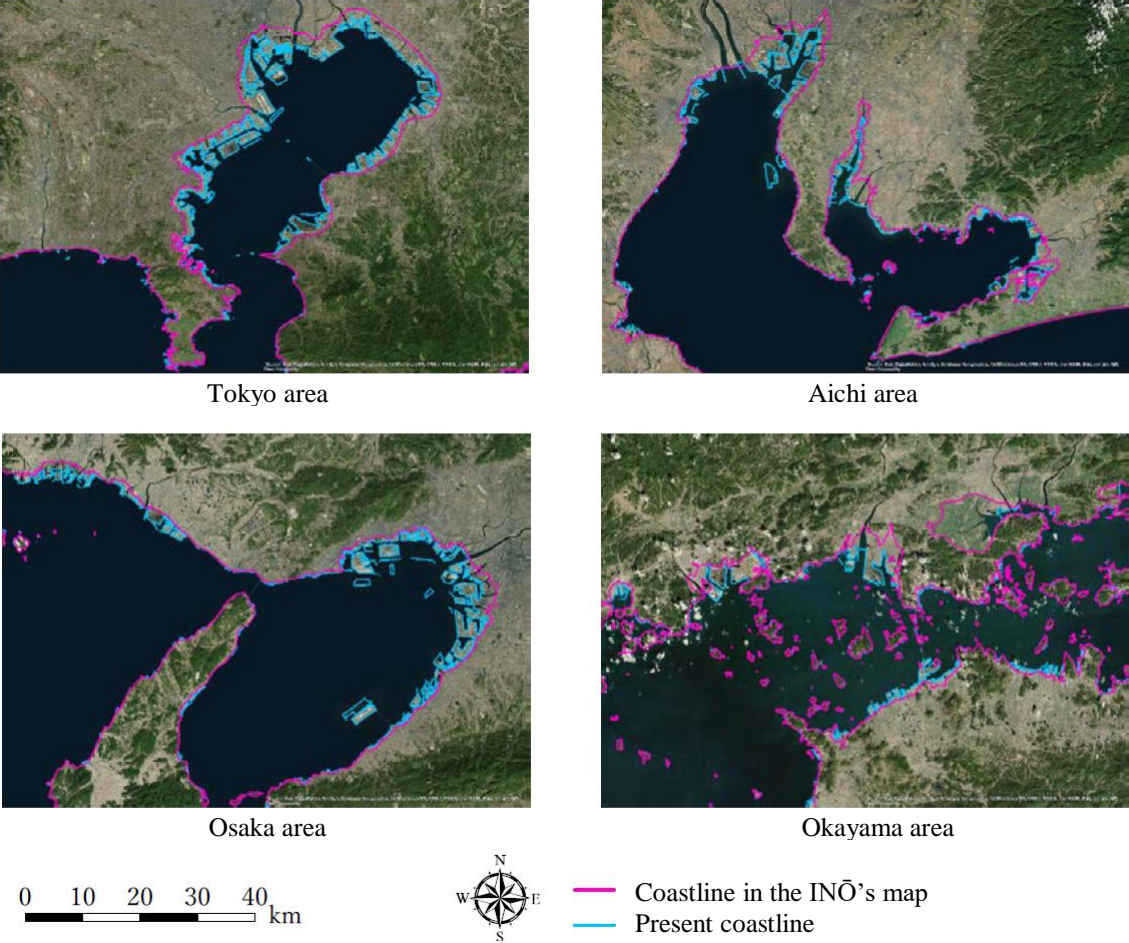 Tokyo area
Aichi area
Osaka area
Okayama area
0 10 20 30 40 km
N
W E
S
Coastline in the INŌ's map
Present coastline